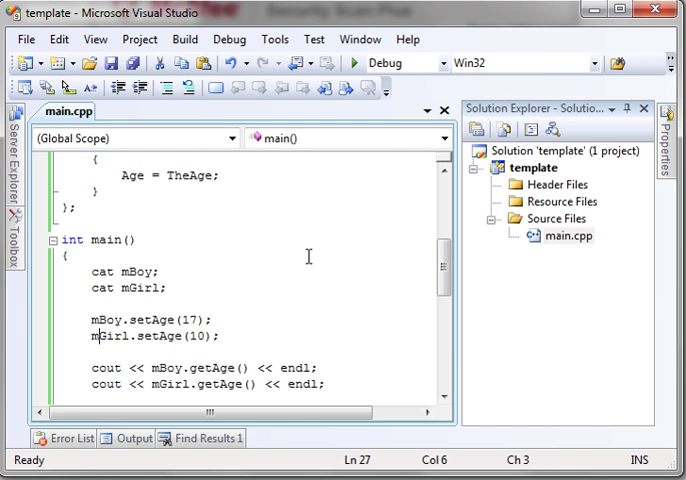 Security Scan Plus
template - Microsoft Visual Studio
File Edit View Project Build Debug Tools Test Window Help
Debug Win32
main.cpp
(Global Scope) main()
{
Age = TheAge;
}
};
int main()
{
cat mBoy;
cat mGirl;
mBoy.setAge(17);
mGirl.setAge(10);
cout << mBoy.getAge() << endl;
cout << mGirl.getAge() << endl;
Server Explorer
Toolbox
Solution Explorer - Solutio...
Solution 'template' (1 project)
template
Header Files
Resource Files
Source Files
main.cpp
Properties
Error List Output Find Results 1
Ready Ln 27 Col 6 Ch 3 INS